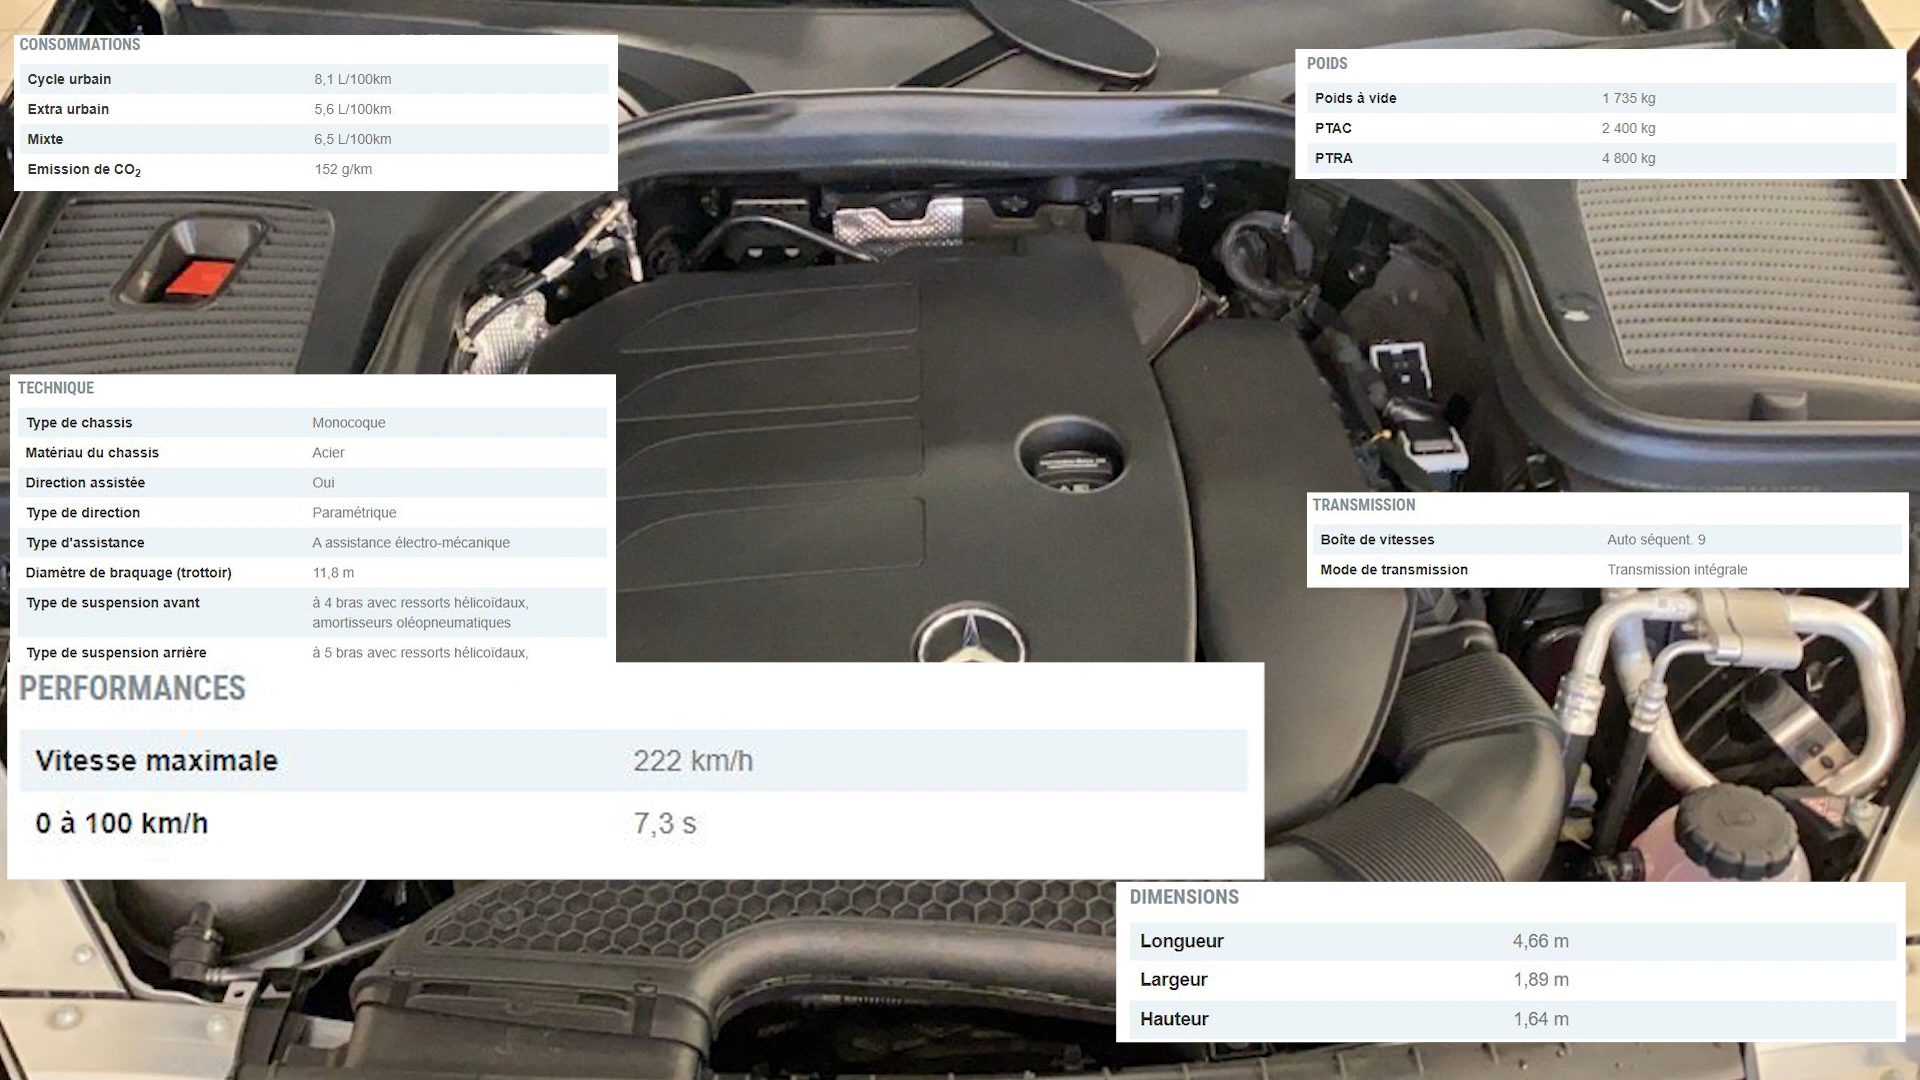 CONSOMMATIONS
Cycle urbain 8,1 L/100km
Extra urbain 5,6 L/100km
Mixte 6,5 L/100km
Emission de CO₂ 152 g/km
POIDS
Poids à vide 1 735 kg
PTAC 2 400 kg
PTRA 4 800 kg
TECHNIQUE
Type de chassis Monocoque
Matériau du chassis Acier
Direction assistée Oui
Type de direction Paramétrique
Type d'assistance A assistance électro-mécanique
Diamètre de braquage (trottoir) 11,8 m
Type de suspension avant à 4 bras avec ressorts hélicoïdaux,
amortisseurs oléopneumatiques
Type de suspension arrière à 5 bras avec ressorts hélicoïdaux,
TRANSMISSION
Boîte de vitesses Auto séquent. 9
Mode de transmission Transmission intégrale
PERFORMANCES
Vitesse maximale 222 km/h
0 à 100 km/h 7,3 s
DIMENSIONS
Longueur 4,66 m
Largeur 1,89 m
Hauteur 1,64 m